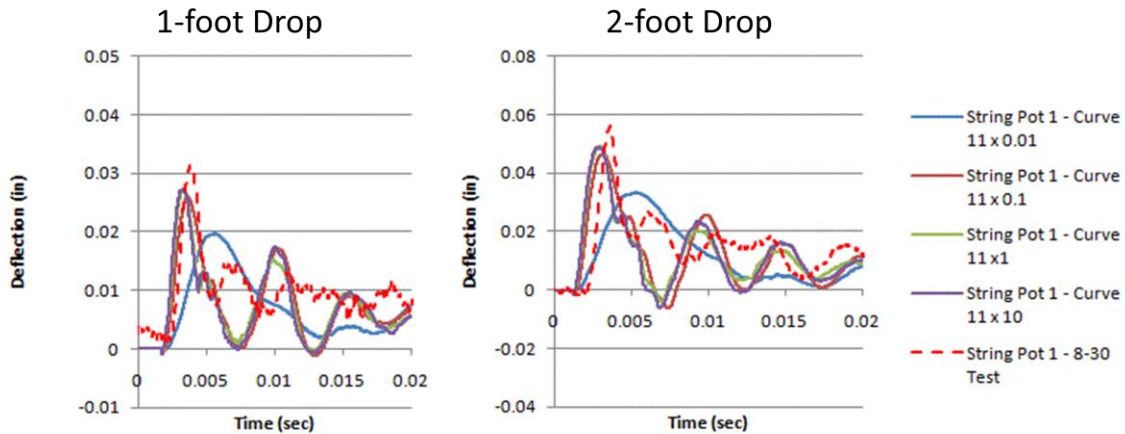 1-foot Drop
0.05
0.04
0.03
0.02
0.01
0
-0.01
Deflection (in)
0 0.005 0.01 0.015 0.02
Time (sec)
2-foot Drop
0.08
0.06
0.04
0.02
0
-0.02
-0.04
Deflection (in)
0 0.005 0.01 0.015 0.02
Time (sec)
String Pot 1 - Curve
11 x 0.01
String Pot 1 - Curve
11 x 0.1
String Pot 1 - Curve
11 x1
String Pot 1 - Curve
11 x 10
String Pot 1 - 8-30
Test